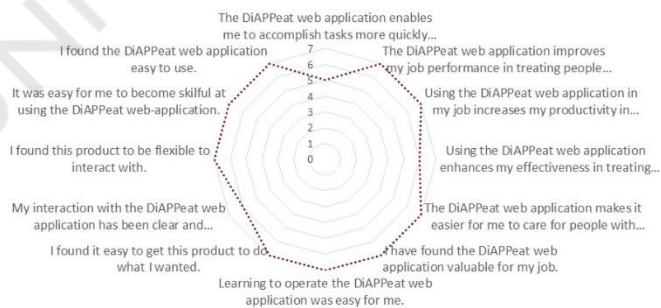 The DiAPPeat web application enables
me to accomplish tasks more quickly...
The DiAPPeat web application improves
my job performance in treating people...
Using the DiAPPeat web application in
my job increases my productivity in...
Using the DiAPPeat web application
enhances my effectiveness in treating...
The DiAPPeat web application makes it
easier for me to care for people with...
I have found the DiAPPeat web
application valuable for my job.
Learning to operate the DiAPPeat web
application was easy for me.
I found it easy to get this product to do
what I wanted.
My interaction with the DiAPPeat web
application has been clear and...
I found this product to be flexible to
interact with.
It was easy for me to become skilful at
using the DiAPPeat web-application.
I found the DiAPPeat web application
easy to use.
7
6
5
4
3
2
1
0